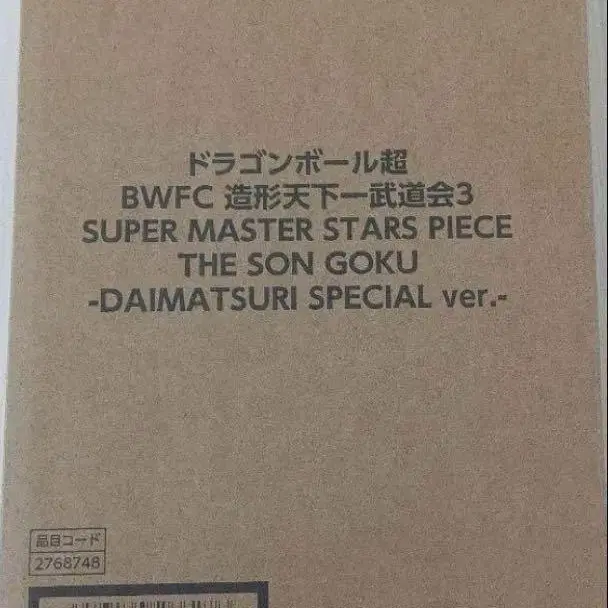 ドラゴンボール超
BWFC 造形天下一武道会3
SUPER MASTER STARS PIECE
THE SON GOKU
-DAIMATSURI SPECIAL ver.-
品目コード
2768748